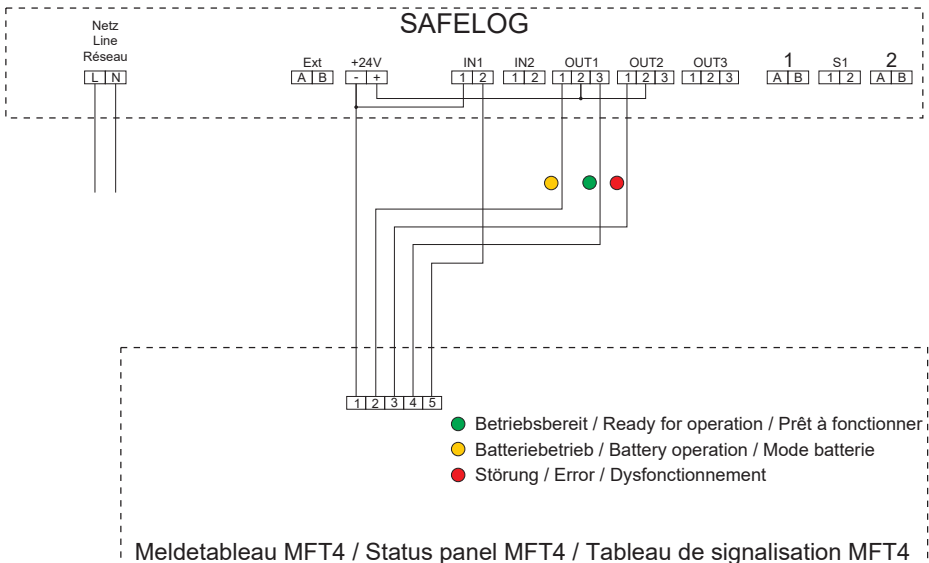 SAFELOG
Netz
Line
Réseau
L N
Ext
A B
+24V
- +
IN1
1 2
IN2
1 2
OUT1
1 2 3
OUT2
1 2 3
OUT3
1 2 3
1
A B
S1
1 2
2
A B
1 2 3 4 5
Betriebsbereit / Ready for operation / Prêt à fonctionner
Batteriebetrieb / Battery operation / Mode batterie
Störung / Error / Dysfonctionnement
Meldetableau MFT4 / Status panel MFT4 / Tableau de signalisation MFT4